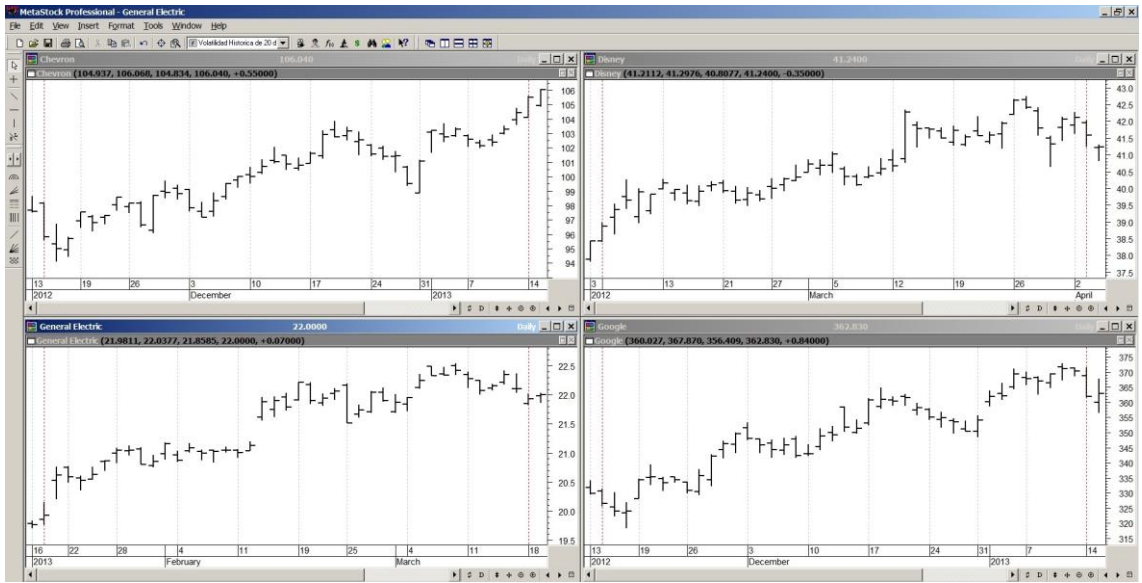 MetaStock Professional - General Electric
File Edit View Insert Format Tools Window Help
Volatilidad Historica de 20 d
Chevron 106.040 Daily
Chevron (104.937, 106.068, 104.834, 106.040, +0.55000)
106
104
103
102
101
100
99
98
97
96
95
94
13 19 26 3 10 17 24 31 7 14
2012 December 2013
Disney 41.2400 Daily
Disney (41.2112, 41.2976, 40.8077, 41.2400, -0.35000)
43.0
42.5
42.0
41.5
41.0
40.5
40.0
39.5
39.0
38.5
38.0
37.5
3 13 21 27 5 12 19 26 2
2012 March April
General Electric 22.0000 Daily
General Electric (21.9811, 22.0377, 21.8585, 22.0000, +0.07000)
22.5
22.0
21.5
21.0
20.5
20.0
19.5
16 22 28 4 11 19 25 4 11 18
2013 February March
Google 362.830 Daily
Google (360.027, 367.870, 356.409, 362.830, +0.84000)
375
370
365
360
355
350
345
340
335
330
325
320
315
13 19 26 3 10 17 24 31 7 14
2012 December 2013